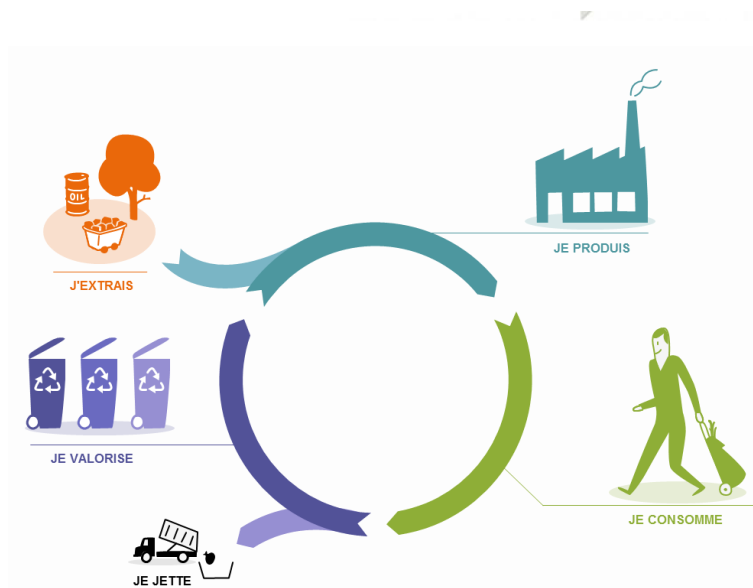 OIL
J'EXTRAIS
JE PRODUIS
JE VALORISE
JE CONSOMME
JE JETTE